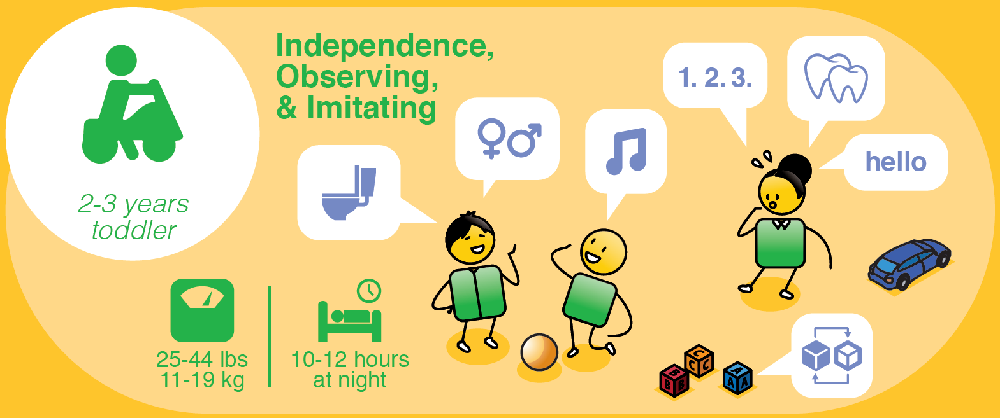 Independence,
Observing,
& Imitating
1. 2. 3.
hello
2-3 years
toddler
25-44 lbs
11-19 kg
10-12 hours
at night
B
B B
C
C C
A
A A